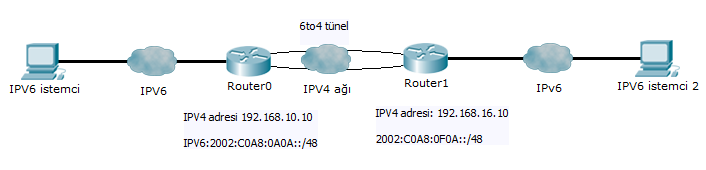 6to4 tünel
IPV6 istemci
IPV6
Router0
IPV4 ağı
Router1
IPv6
IPV6 istemci 2
IPV4 adresi 192.168.10.10
IPV6:2002:C0A8:0A0A::/48
IPV4 adresi: 192.168.16.10
2002:C0A8:0F0A::/48